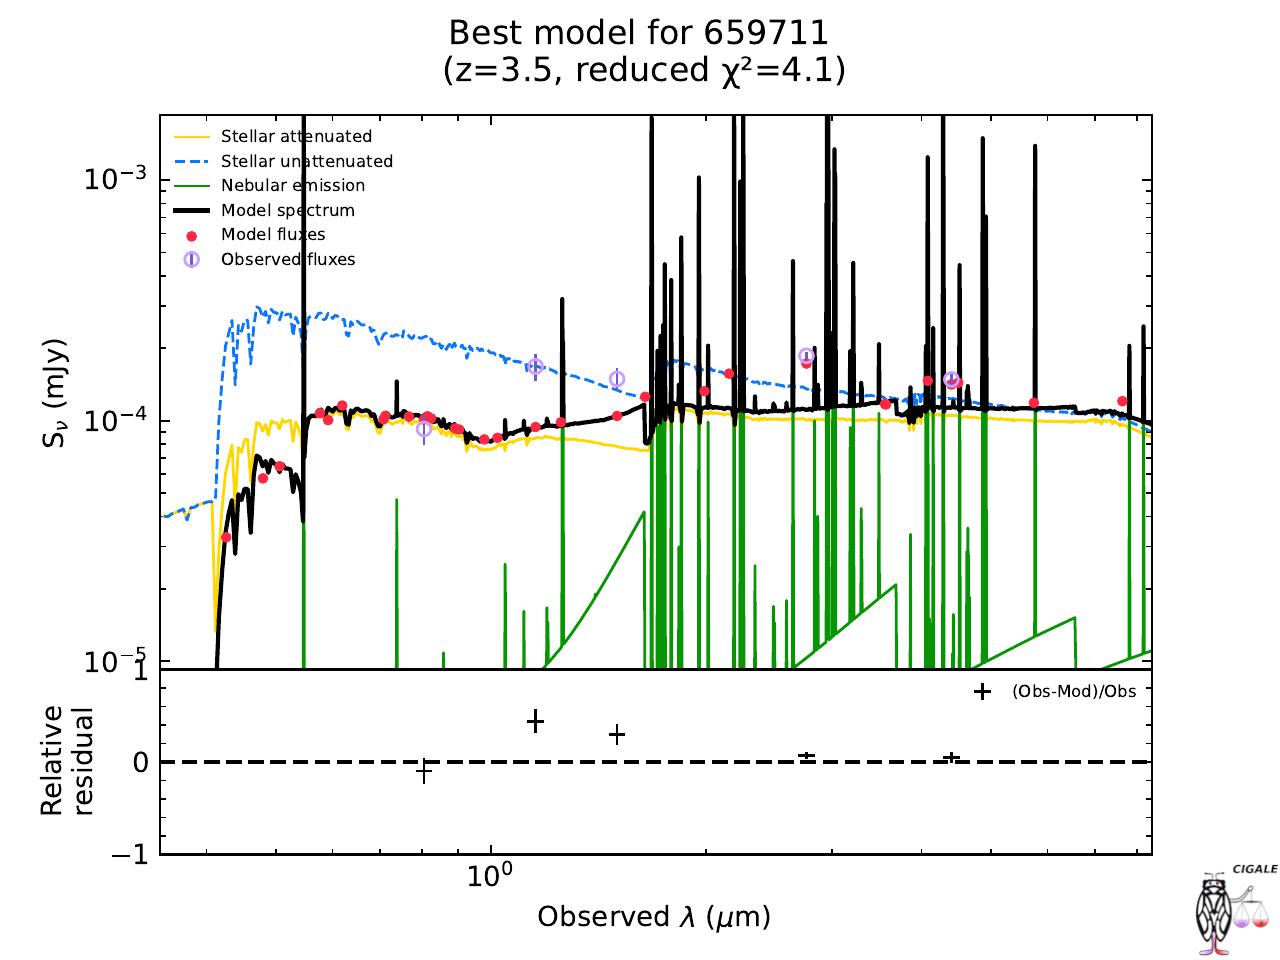 Best model for 659711
(z=3.5, reduced χ²=4.1)
Stellar attenuated
Stellar unattenuated
Nebular emission
Model spectrum
Model fluxes
Observed fluxes
10⁻³
10⁻⁴
10⁻⁵
S_ν (mJy)
(Obs-Mod)/Obs
1
0
−1
Relative
residual
10⁰
Observed λ (μm)
CIGALE